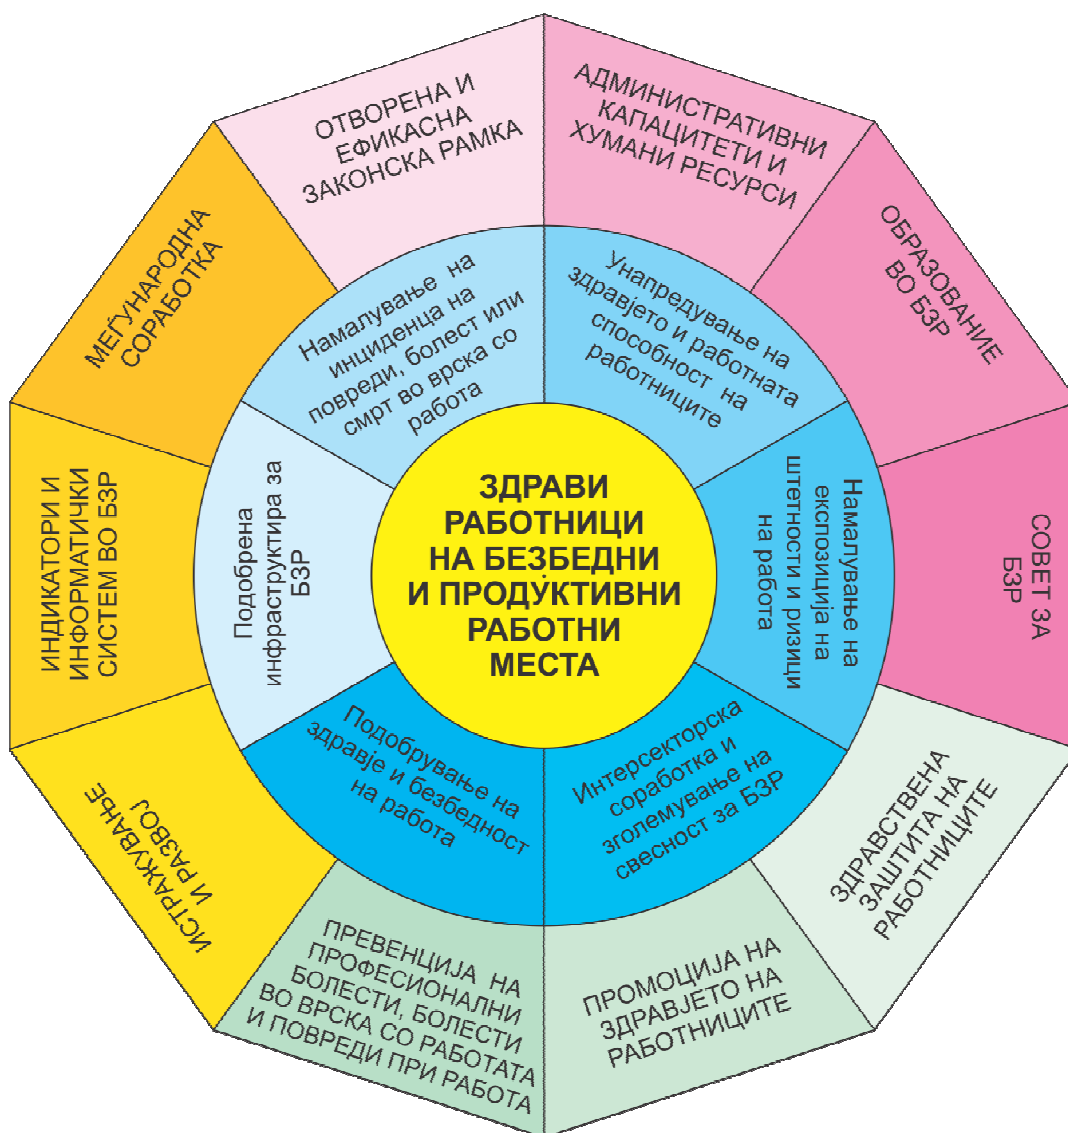 ОТВОРЕНА И
ЕФИКАСНА
ЗАКОНСКА РАМКА
АДМИНИСТРАТИВНИ
КАПАЦИТЕТИ И
ХУМАНИ РЕСУРСИ
ОБРАЗОВАНИЕ
ВО БЗР
СОВЕТ ЗА
БЗР
ЗДРАВСТВЕНА
ЗАШТИТА НА
РАБОТНИЦИТЕ
ПРОМОЦИЈА НА
ЗДРАВЈЕТО НА
РАБОТНИЦИТЕ
ПРЕВЕНЦИЈА НА
ПРОФЕСИОНАЛНИ
БОЛЕСТИ, БОЛЕСТИ
ВО ВРСКА СО РАБОТАТА
И ПОВРЕДИ ПРИ РАБОТА
ИСТРАЖУВАЊЕ
И РАЗВОЈ
ИНДИКАТОРИ И
ИНФОРМАТИЧКИ
СИСТЕМ ВО БЗР
МЕЃУНАРОДНА
СОРАБОТКА
Намалување на
инциденца на
повреди, болест или
смрт во врска со
работа
Унапредување на
здравјето и работната
способност на
работниците
Намалување на
експозиција на
штетности и ризици
на работа
Интерсекторска
соработка и
зголемување на
свесност за БЗР
Подобрување на
здравје и безбедност
на работа
Подобрена
инфраструктира за
БЗР
ЗДРАВИ
РАБОТНИЦИ
НА БЕЗБЕДНИ
И ПРОДУКТИВНИ
РАБОТНИ
МЕСТА